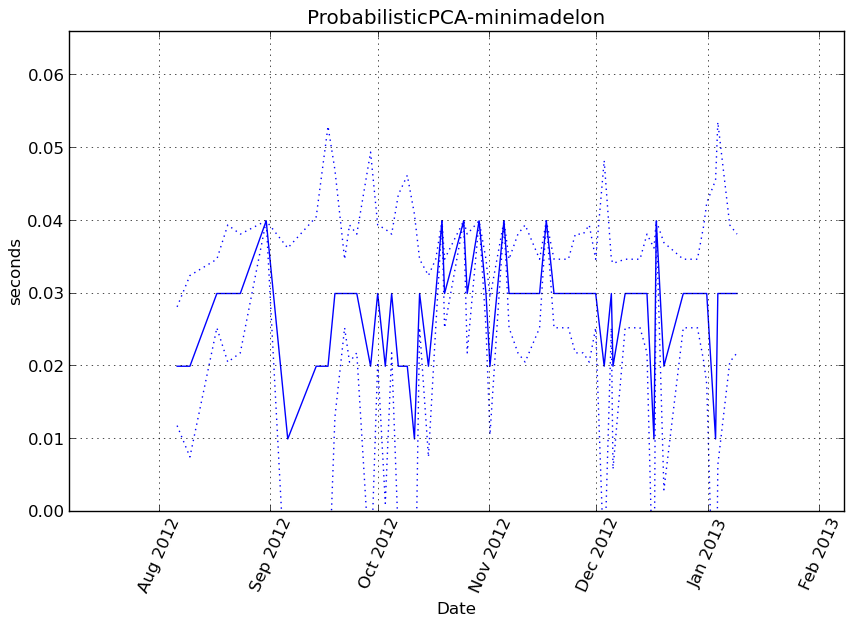 ProbabilisticPCA-minimadelon
seconds
0.06
0.05
0.04
0.03
0.02
0.01
0.00
Aug 2012
Sep 2012
Oct 2012
Nov 2012
Dec 2012
Jan 2013
Feb 2013
Date